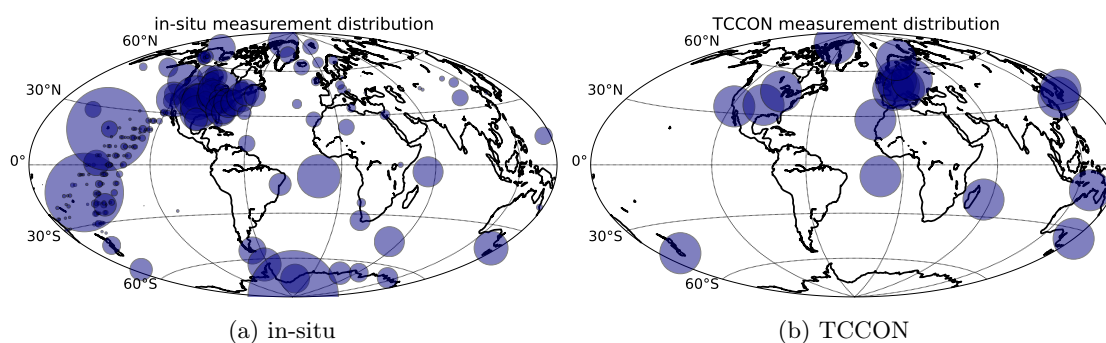 in-situ measurement distribution
60°N
30°N
0°
30°S
60°S
(a) in-situ
TCCON measurement distribution
60°N
30°N
0°
30°S
60°S
(b) TCCON